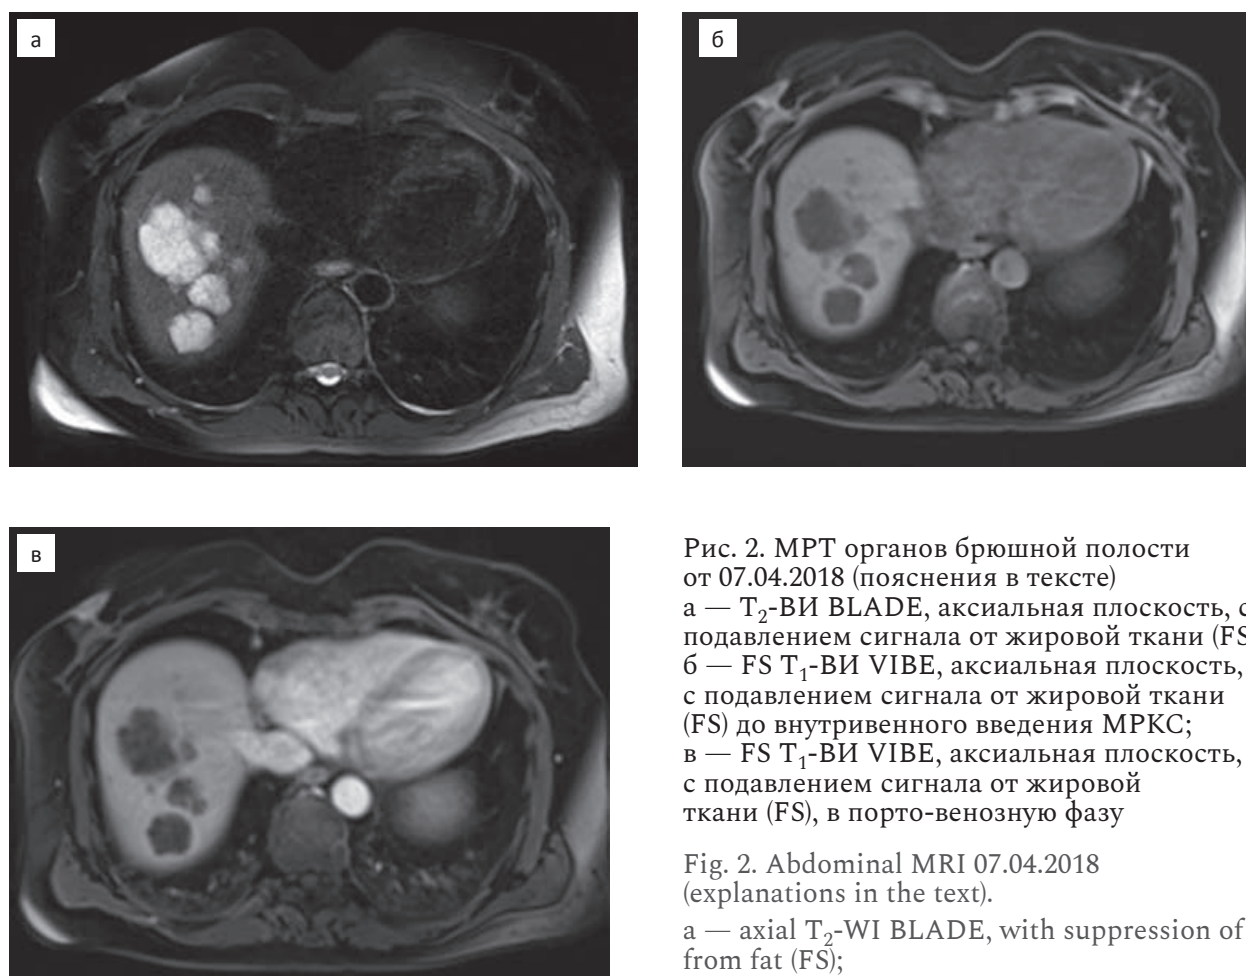 а
б
в
Рис. 2. МРТ органов брюшной полости
от 07.04.2018 (пояснения в тексте)
а — T₂-ВИ BLADE, аксиальная плоскость, с
подавлением сигнала от жировой ткани (FS
б — FS T₁-ВИ VIBE, аксиальная плоскость,
с подавлением сигнала от жировой ткани
(FS) до внутривенного введения МРКС;
в — FS T₁-ВИ VIBE, аксиальная плоскость,
с подавлением сигнала от жировой
ткани (FS), в порто-венозную фазу
Fig. 2. Abdominal MRI 07.04.2018
(explanations in the text).
a — axial T₂-WI BLADE, with suppression of
from fat (FS);